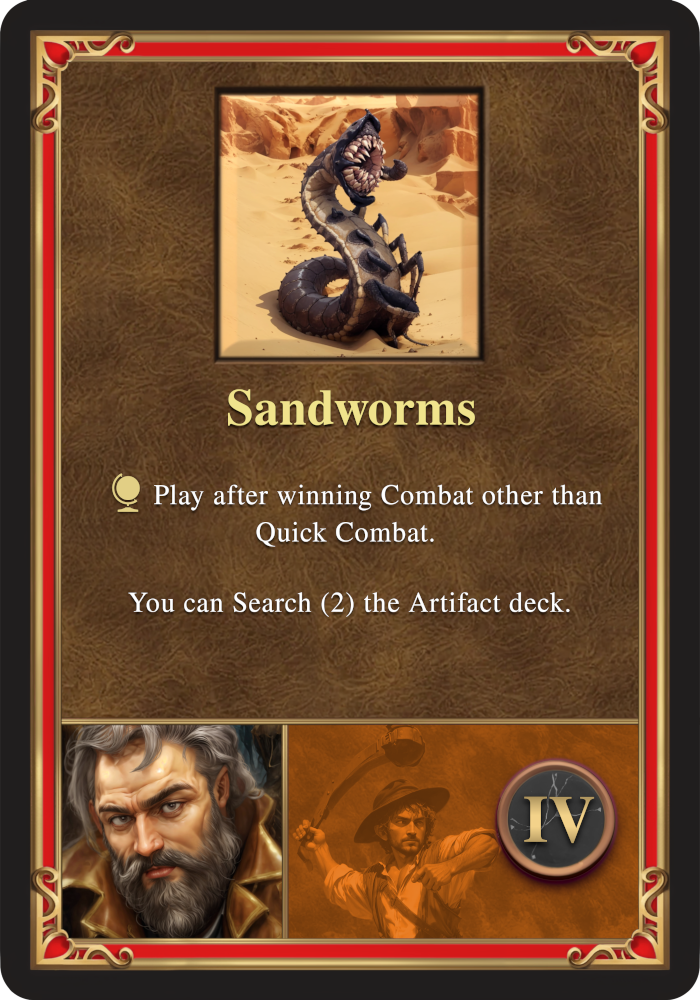 Sandworms
Play after winning Combat other than
Quick Combat.
You can Search (2) the Artifact deck.
IV